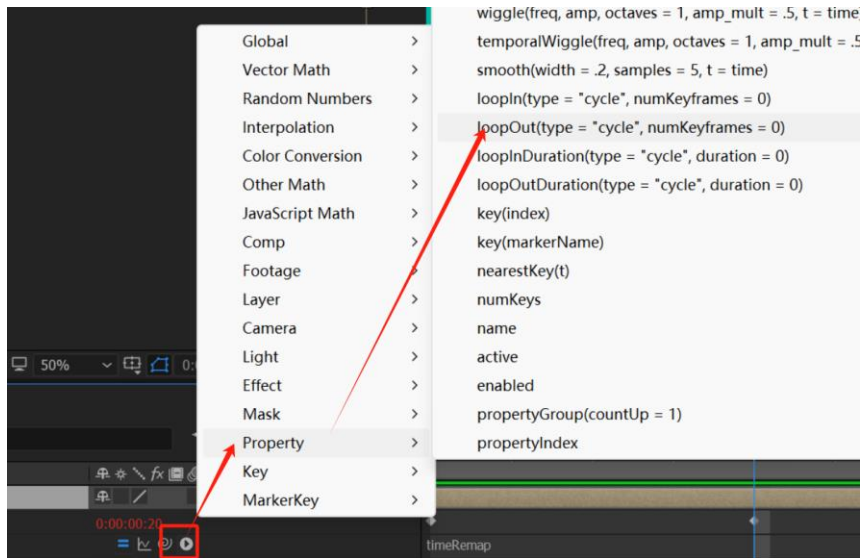 wiggle(freq, amp, octaves = 1, amp_mult = .5, t = time
temporalWiggle(freq, amp, octaves = 1, amp_mult = .5
smooth(width = .2, samples = 5, t = time)
loopIn(type = "cycle", numKeyframes = 0)
loopOut(type = "cycle", numKeyframes = 0)
loopInDuration(type = "cycle", duration = 0)
loopOutDuration(type = "cycle", duration = 0)
key(index)
key(markerName)
nearestKey(t)
numKeys
name
active
enabled
propertyGroup(countUp = 1)
propertyIndex
Global
Vector Math
Random Numbers
Interpolation
Color Conversion
Other Math
JavaScript Math
Comp
Footage
Layer
Camera
Light
Effect
Mask
Property
Key
MarkerKey
50%
0:
fx
0:00:00:20
timeRemap